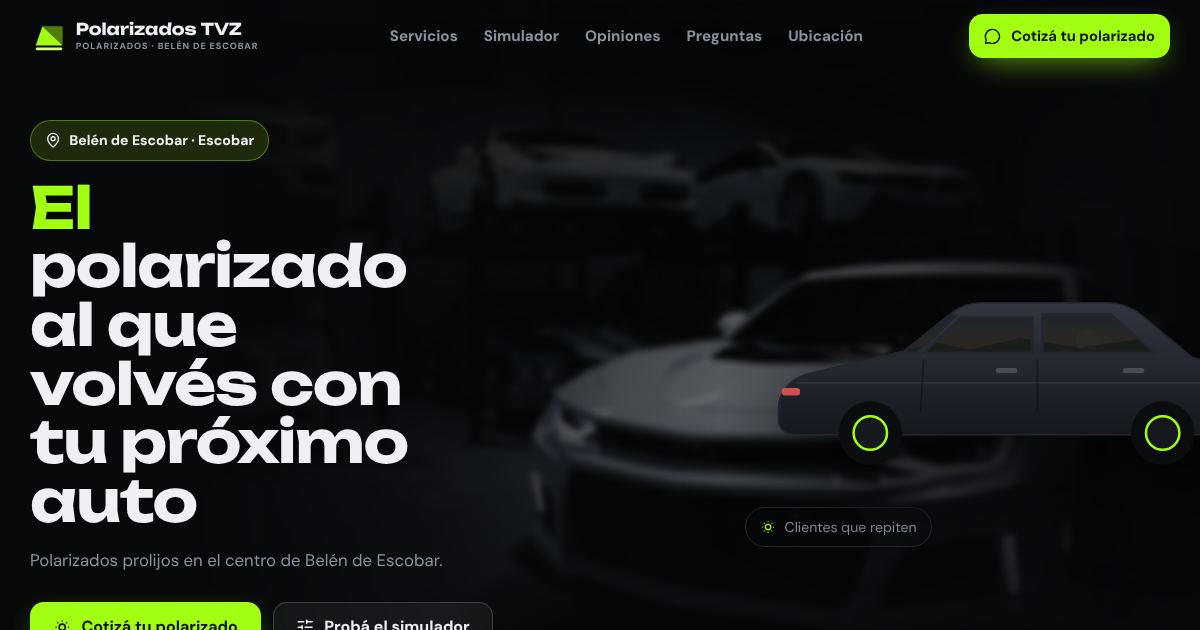 Polarizados TVZ
POLARIZADOS · BELÉN DE ESCOBAR
Servicios
Simulador
Opiniones
Preguntas
Ubicación
Cotizá tu polarizado
Belén de Escobar · Escobar
El
polarizado
al que
volvés con
tu próximo
auto
Clientes que repiten
Polarizados prolijos en el centro de Belén de Escobar.
Cotizá tu polarizado
Probá el simulador